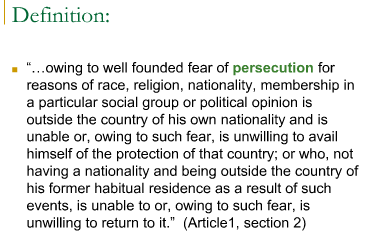 Definition:
“…owing to well founded fear of persecution for
reasons of race, religion, nationality, membership in
a particular social group or political opinion is
outside the country of his own nationality and is
unable or, owing to such fear, is unwilling to avail
himself of the protection of that country; or who, not
having a nationality and being outside the country of
his former habitual residence as a result of such
events, is unable to or, owing to such fear, is
unwilling to return to it.” (Article1, section 2)